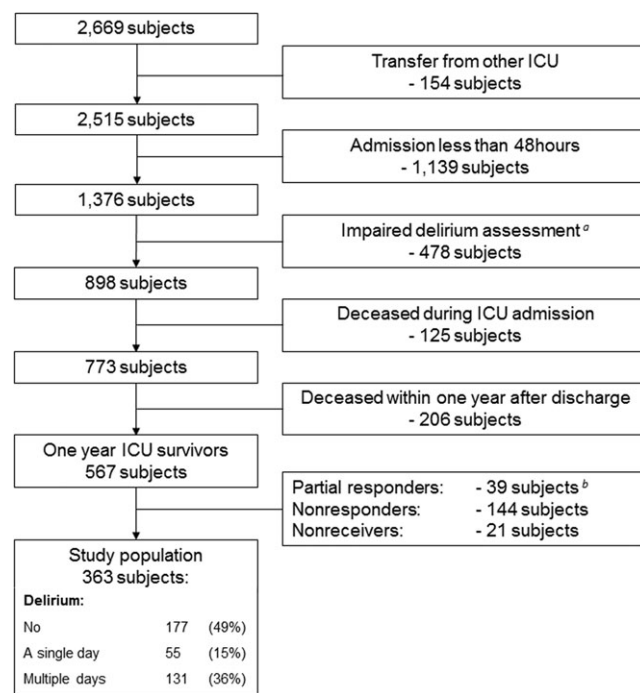 2,669 subjects
Transfer from other ICU
- 154 subjects
2,515 subjects
Admission less than 48hours
- 1,139 subjects
1,376 subjects
Impaired delirium assessment a
- 478 subjects
898 subjects
Deceased during ICU admission
- 125 subjects
773 subjects
Deceased within one year after discharge
- 206 subjects
One year ICU survivors
567 subjects
Partial responders: - 39 subjects b
Nonresponders: - 144 subjects
Nonreceivers: - 21 subjects
Study population
363 subjects:
Delirium:
No 177 (49%)
A single day 55 (15%)
Multiple days 131 (36%)